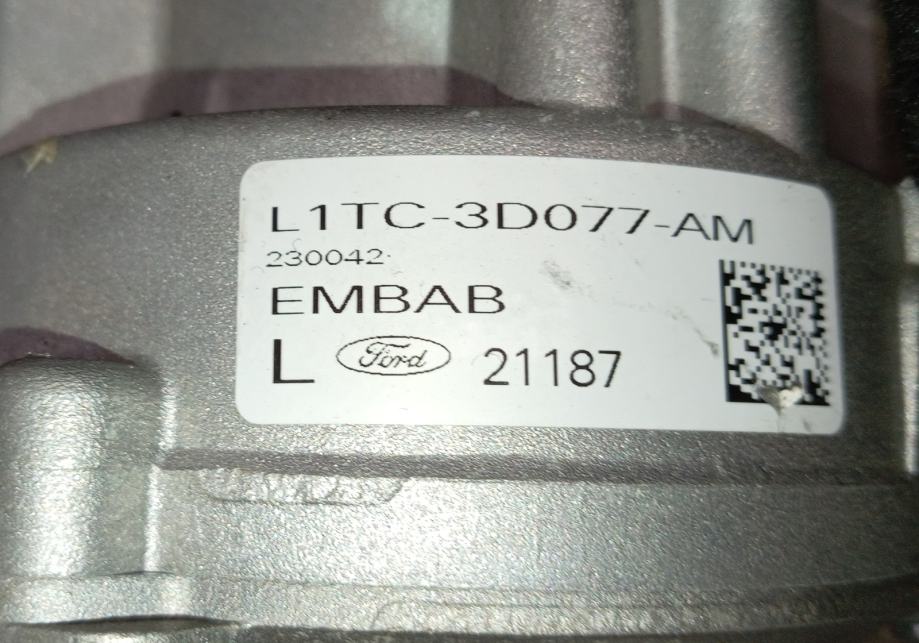 L1TC-3D077-AM
230042
EMBAB
L Ford 21187